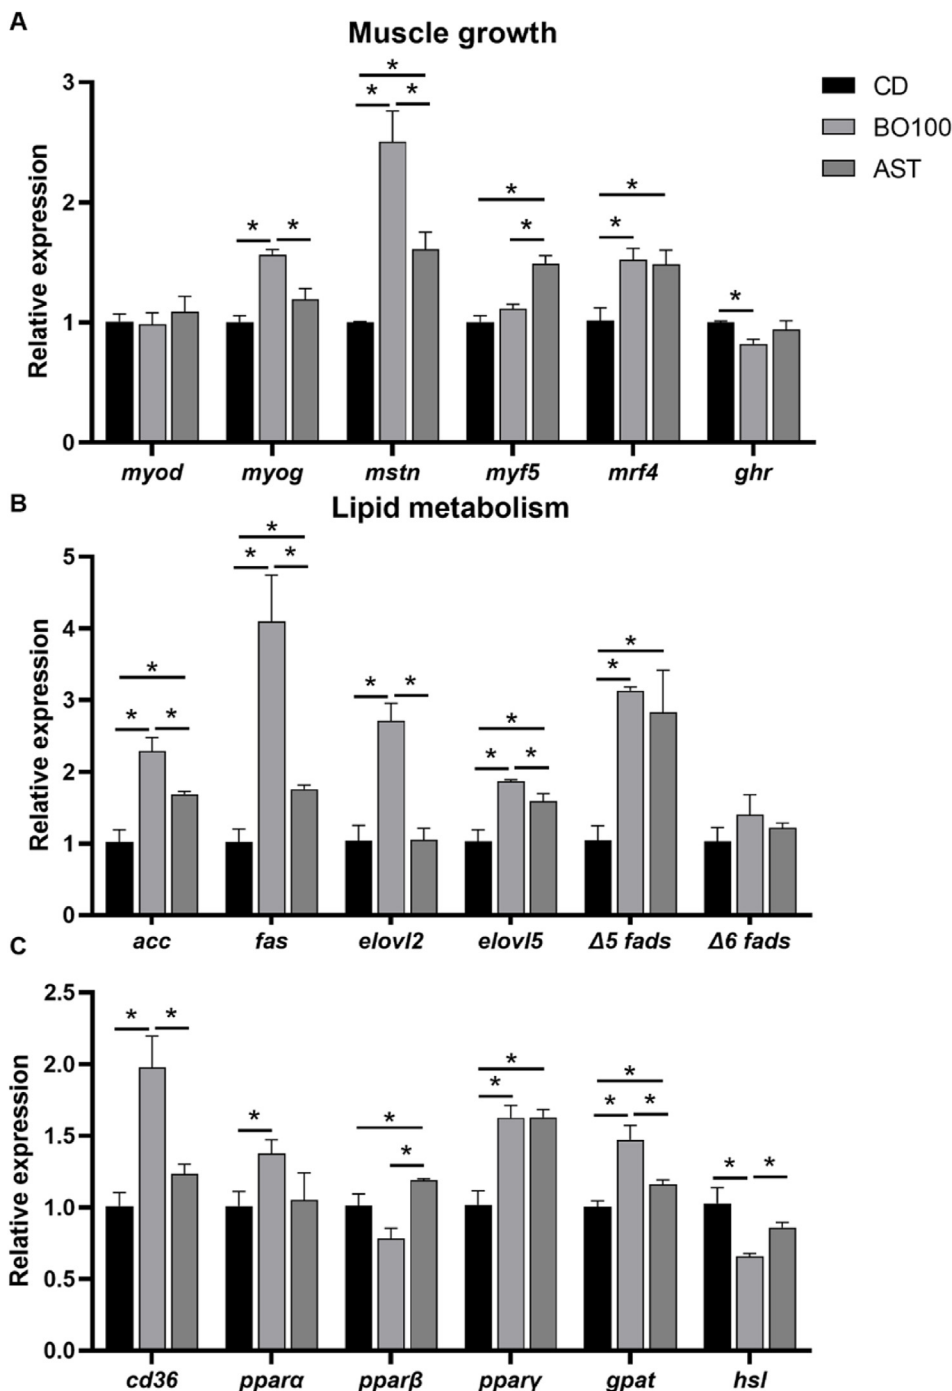 A
Muscle growth
Relative expression
3
2
1
0
* * * * * * * * * *
CD
BO100
AST
myod myog mstn myf5 mrf4 ghr
B
Lipid metabolism
Relative expression
5
4
3
2
1
0
* * * * * * * * * * * * *
acc fas elovl2 elovl5 Δ5 fads Δ6 fads
C
Relative expression
2.5
2.0
1.5
1.0
0.5
0.0
* * * * * * * * * * * *
cd36 pparα pparβ pparγ gpat hsl